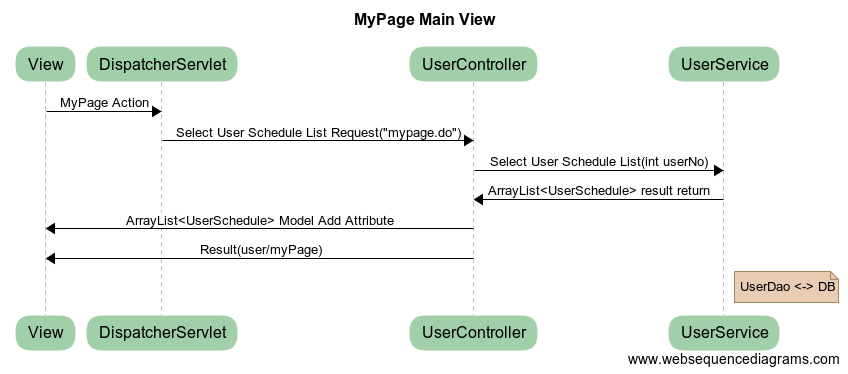 MyPage Main View
View
DispatcherServlet
UserController
UserService
MyPage Action
Select User Schedule List Request("mypage.do")
Select User Schedule List(int userNo)
ArrayList<UserSchedule> result return
ArrayList<UserSchedule> Model Add Attribute
Result(user/myPage)
UserDao <-> DB
View
DispatcherServlet
UserController
UserService
www.websequencediagrams.com